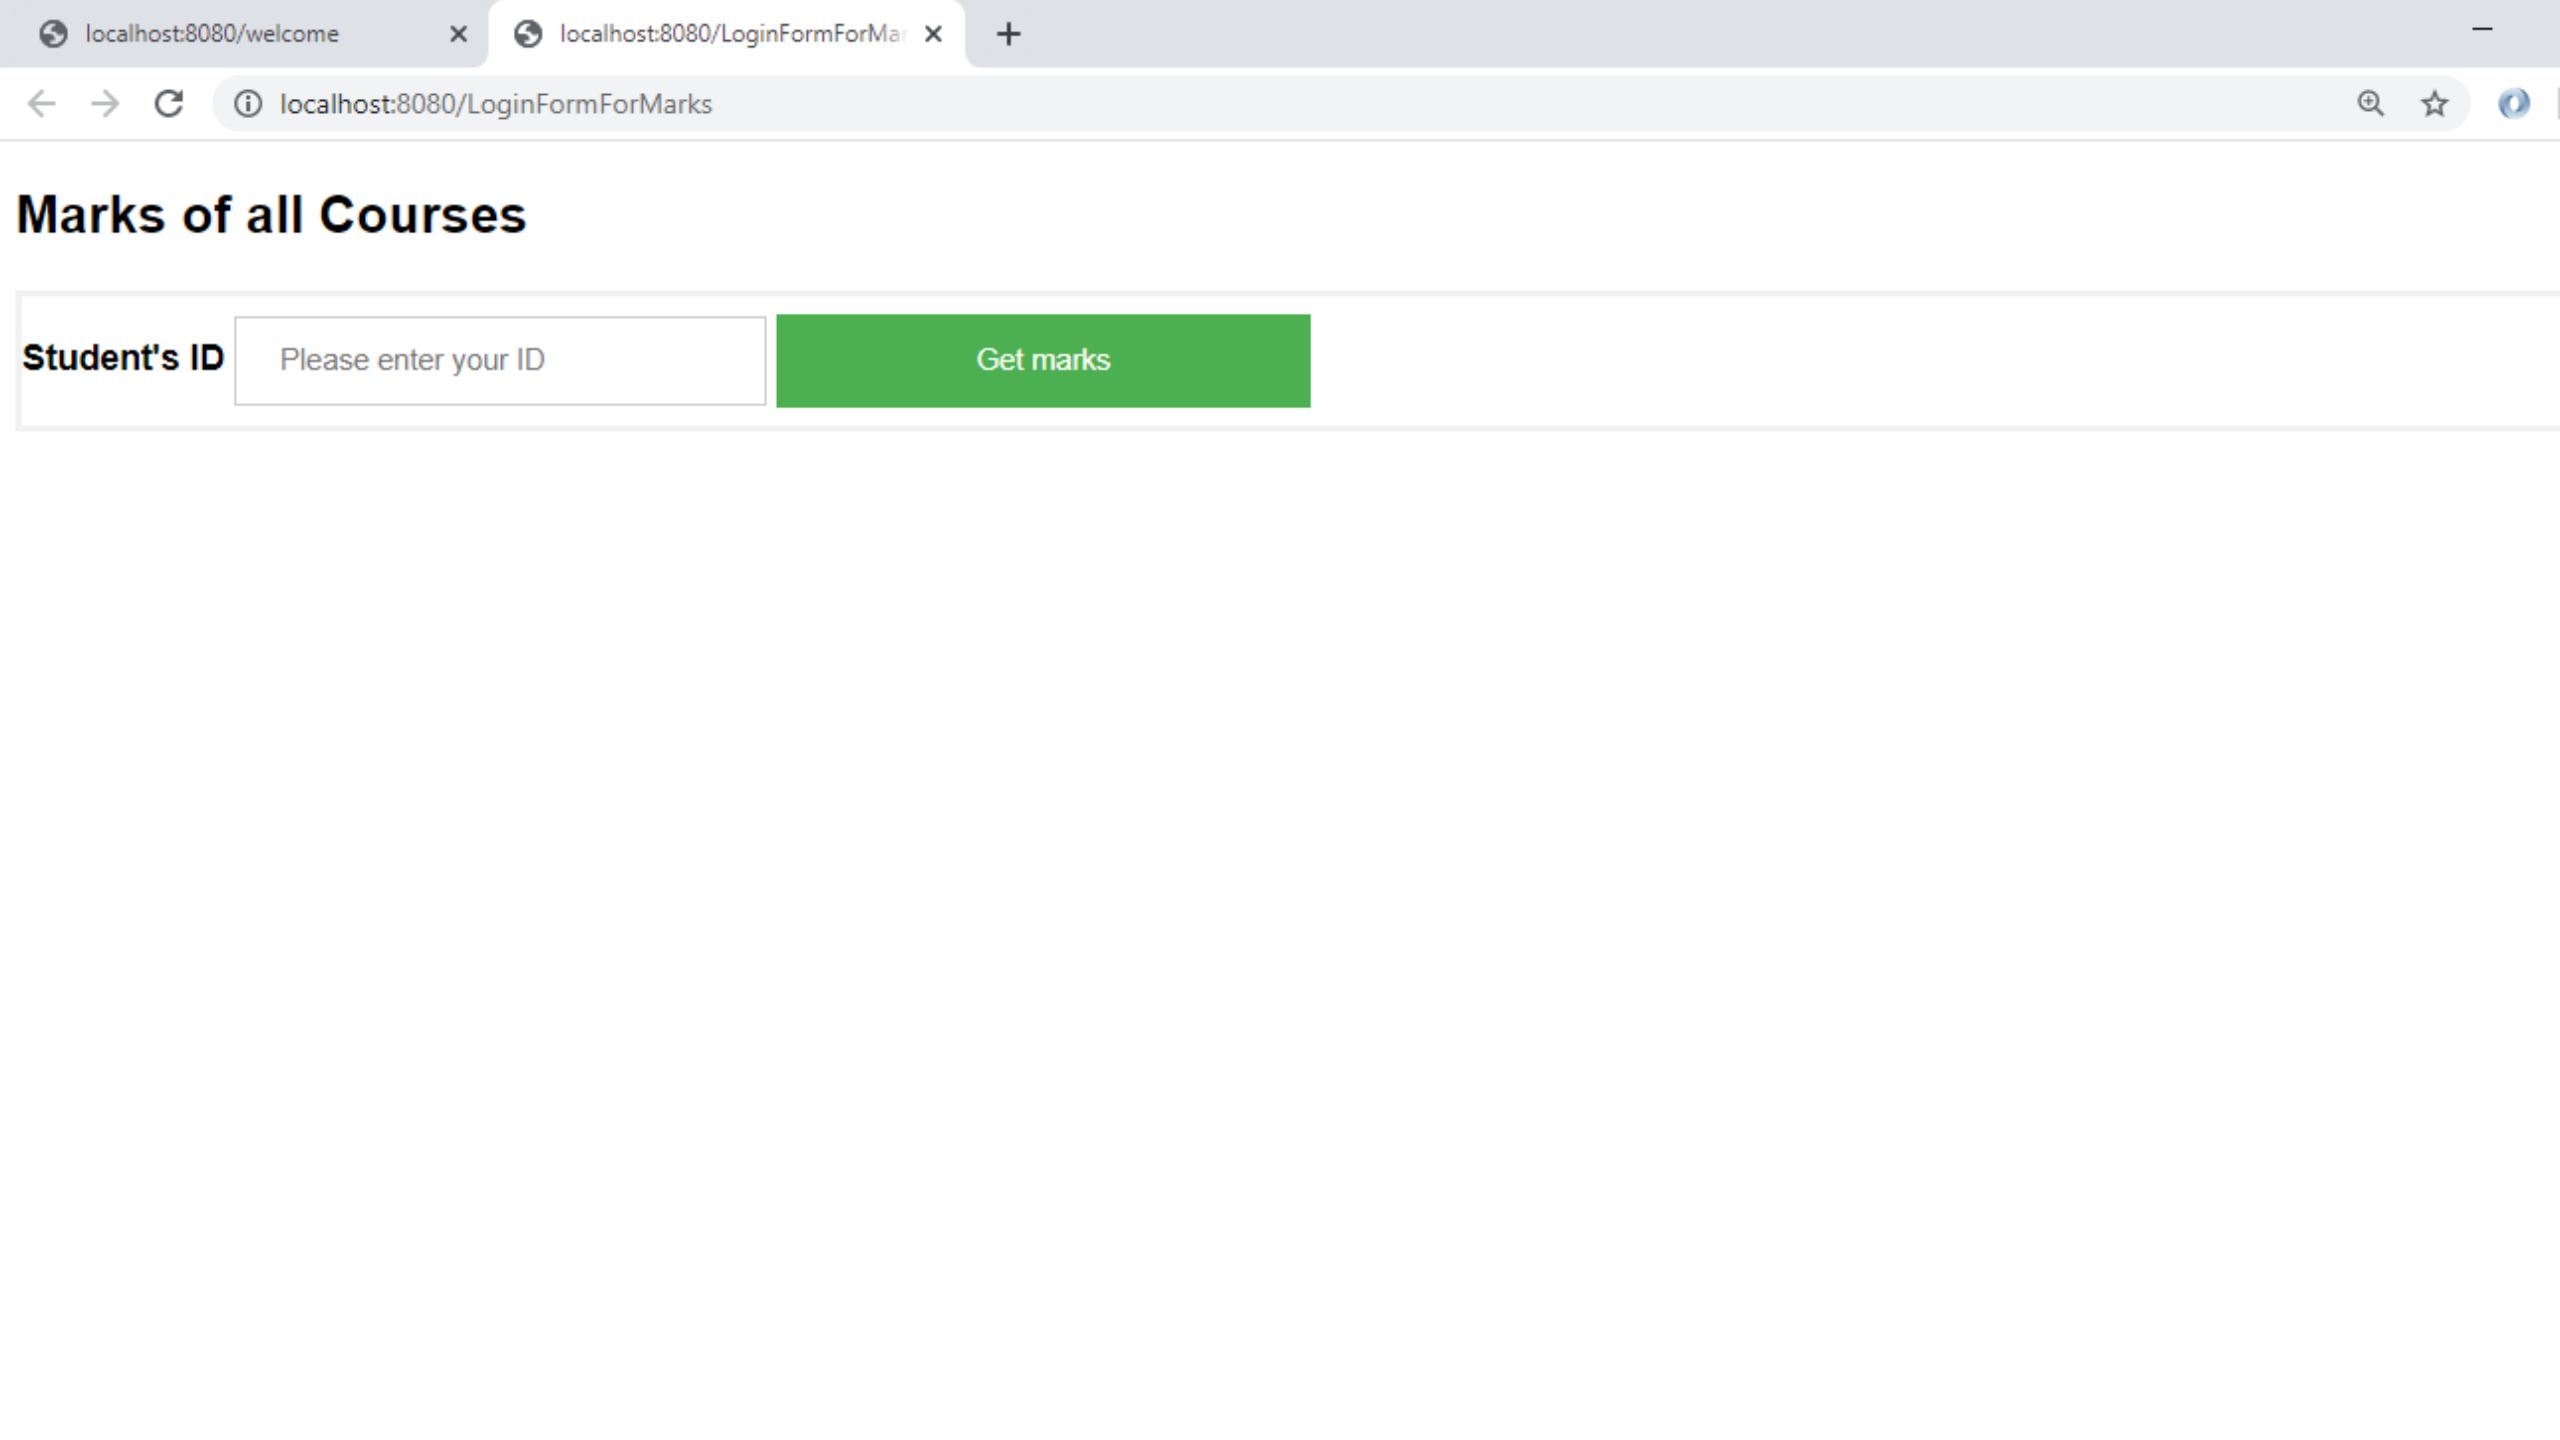 localhost:8080/welcome
localhost:8080/LoginFormForMar
localhost:8080/LoginFormForMarks
Marks of all Courses
Student's ID Please enter your ID Get marks